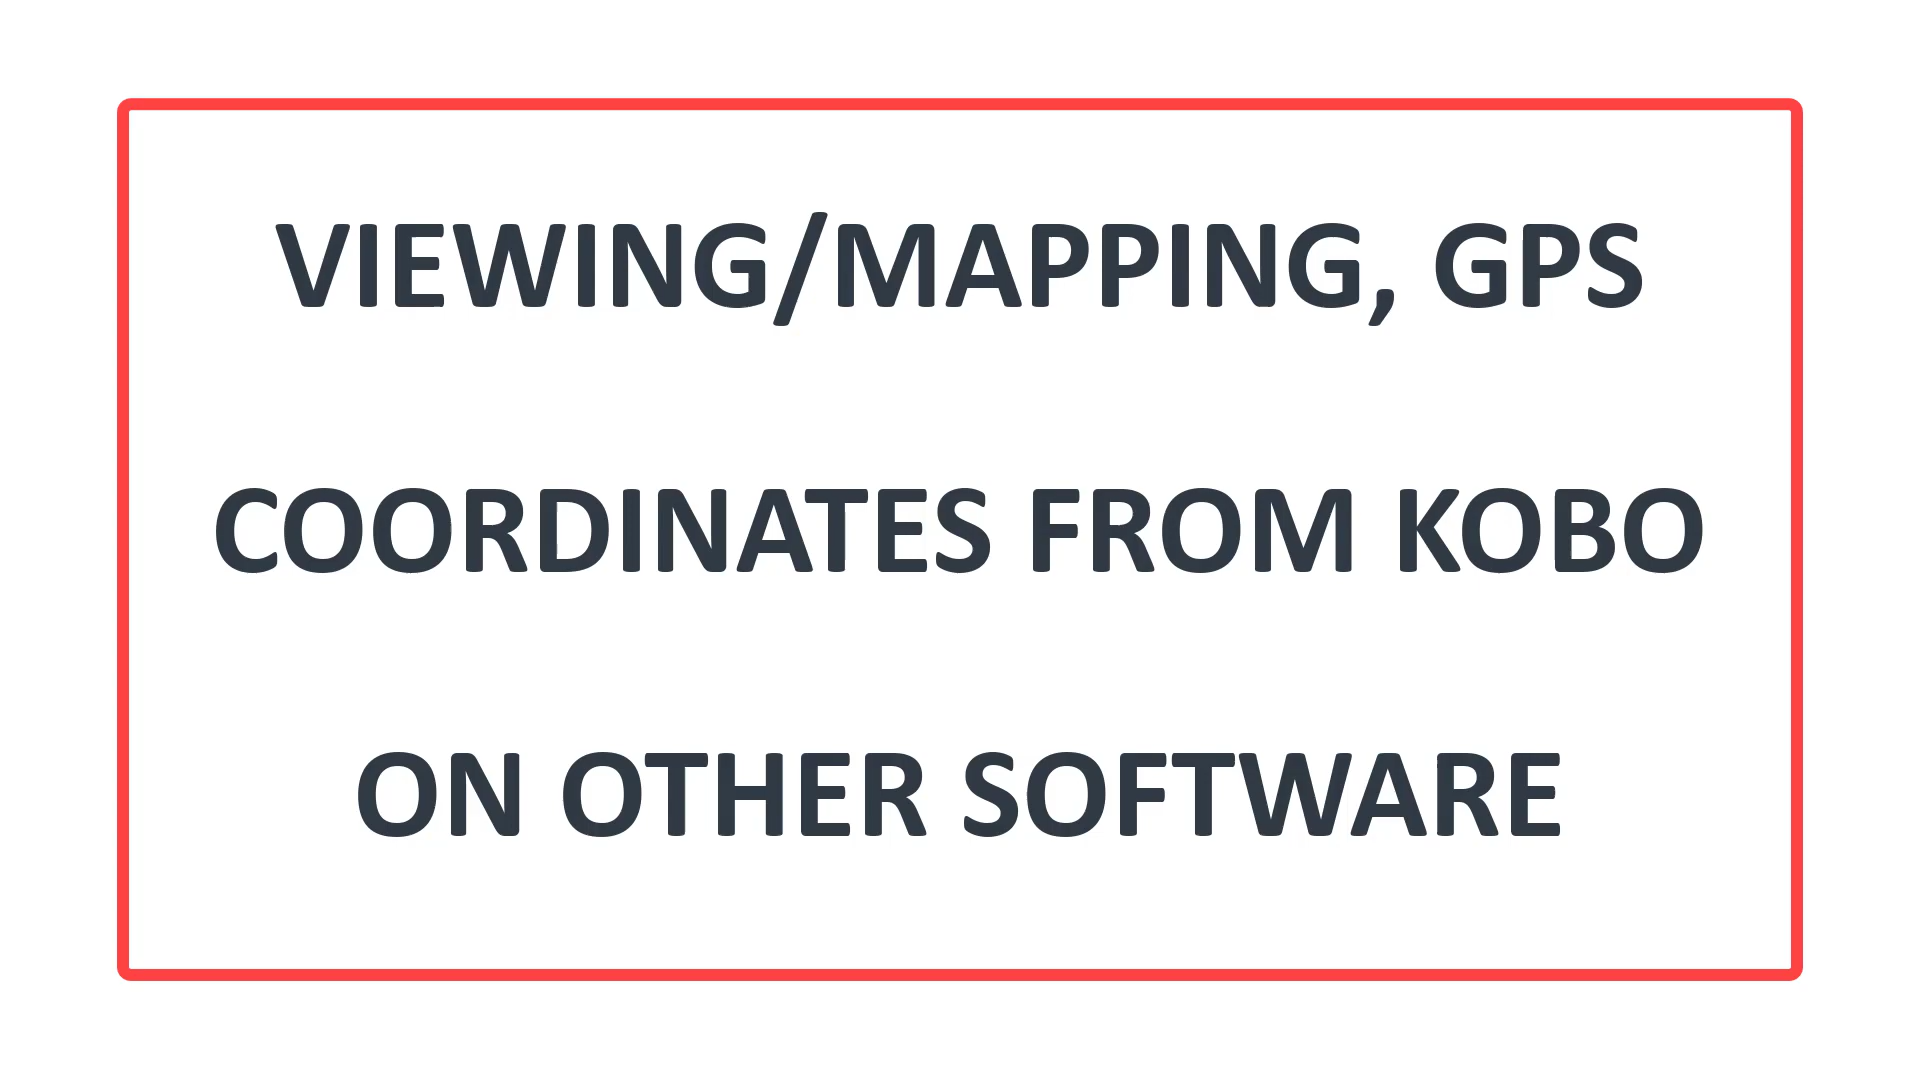 VIEWING/MAPPING, GPS
COORDINATES FROM KOBO
ON OTHER SOFTWARE